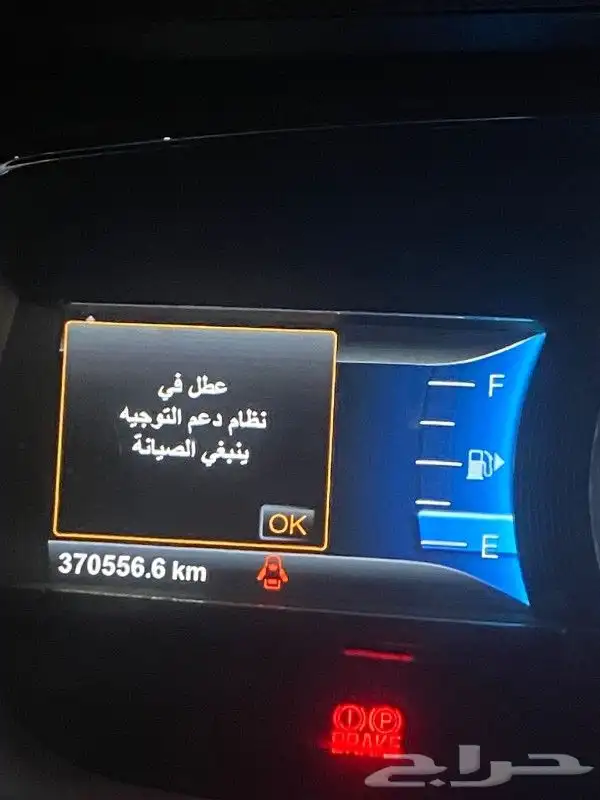 عطل في
نظام دعم التوجيه
ينبغي الصيانة
OK
F
E
370556.6 km
(!) (P)
BRAKE
حراج